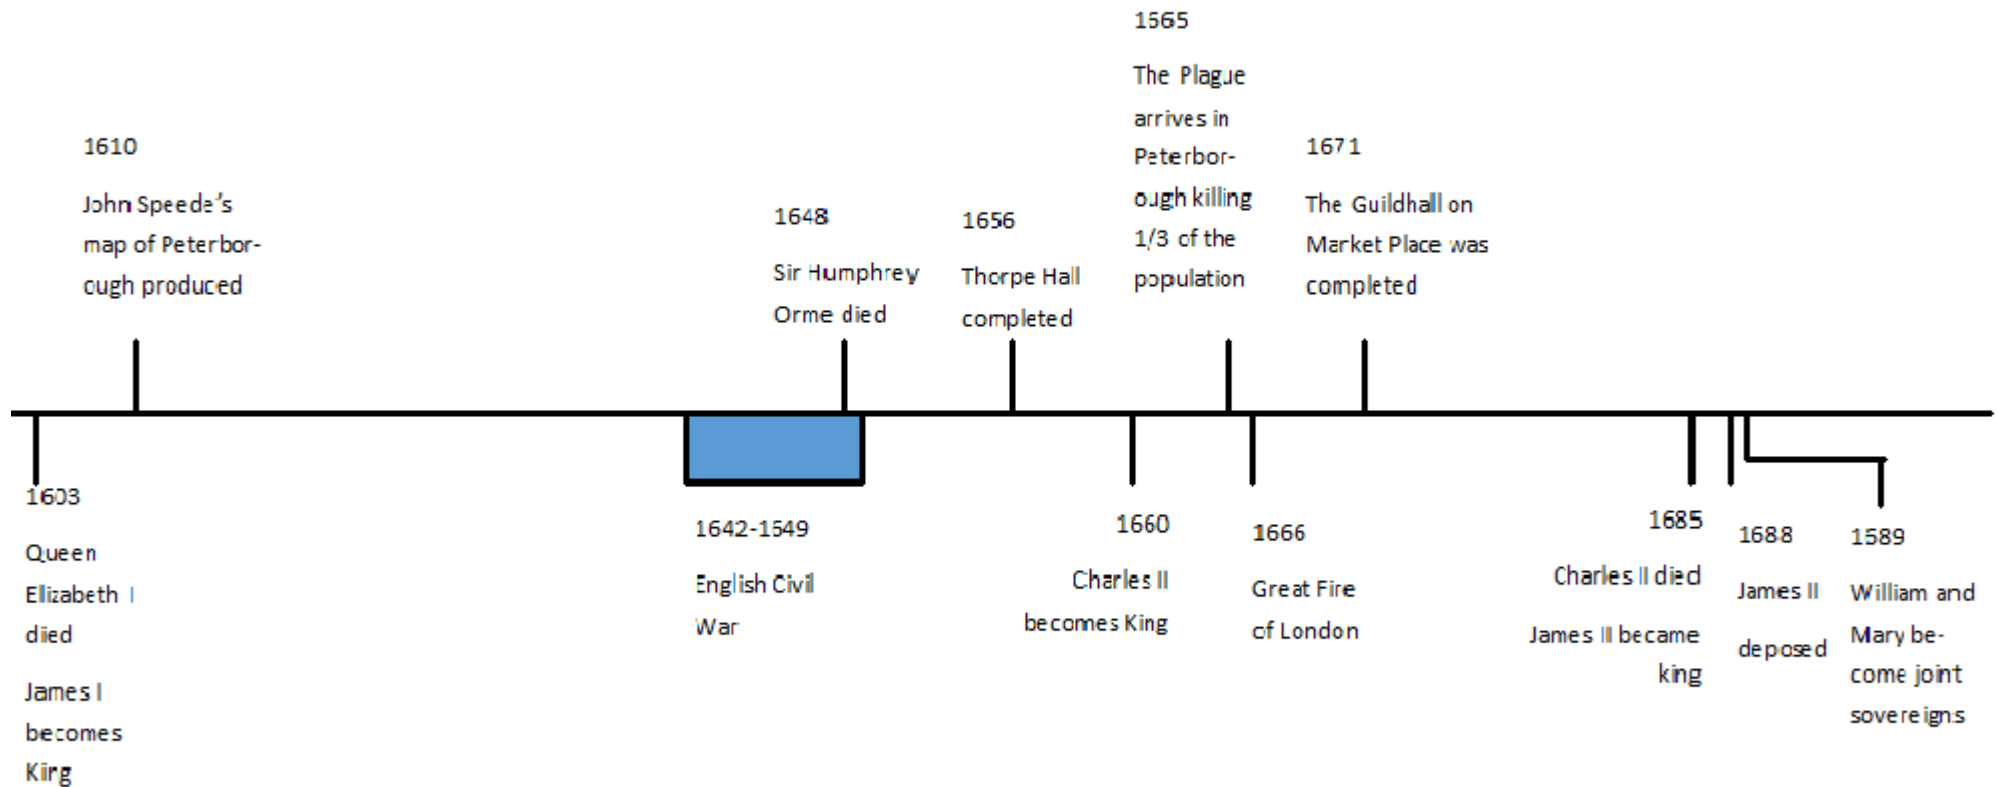 1665
The Plague
arrives in
Peterbor-
ough killing
1/3 of the
population
1610
John Speede's
map of Peterbor-
ough produced
1648
Sir Humphrey
Orme died
1656
Thorpe Hall
completed
1671
The Guildhall on
Market Place was
completed
1603
Queen
Elizabeth I
died
James I
becomes
King
1642-1649
English Civil
War
1660
Charles II
becomes King
1666
Great Fire
of London
1685
Charles II died
James II became
king
1688
James II
deposed
1689
William and
Mary be-
come joint
sovereigns